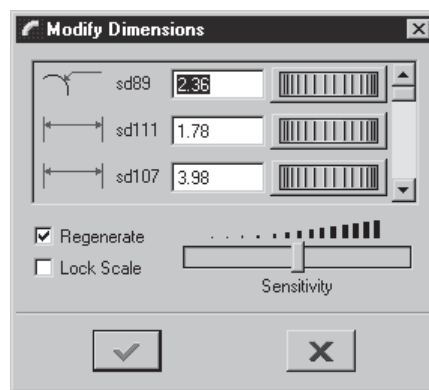 Modify Dimensions
sd89 2.36
sd111 1.78
sd107 3.98
Regenerate
Lock Scale
Sensitivity